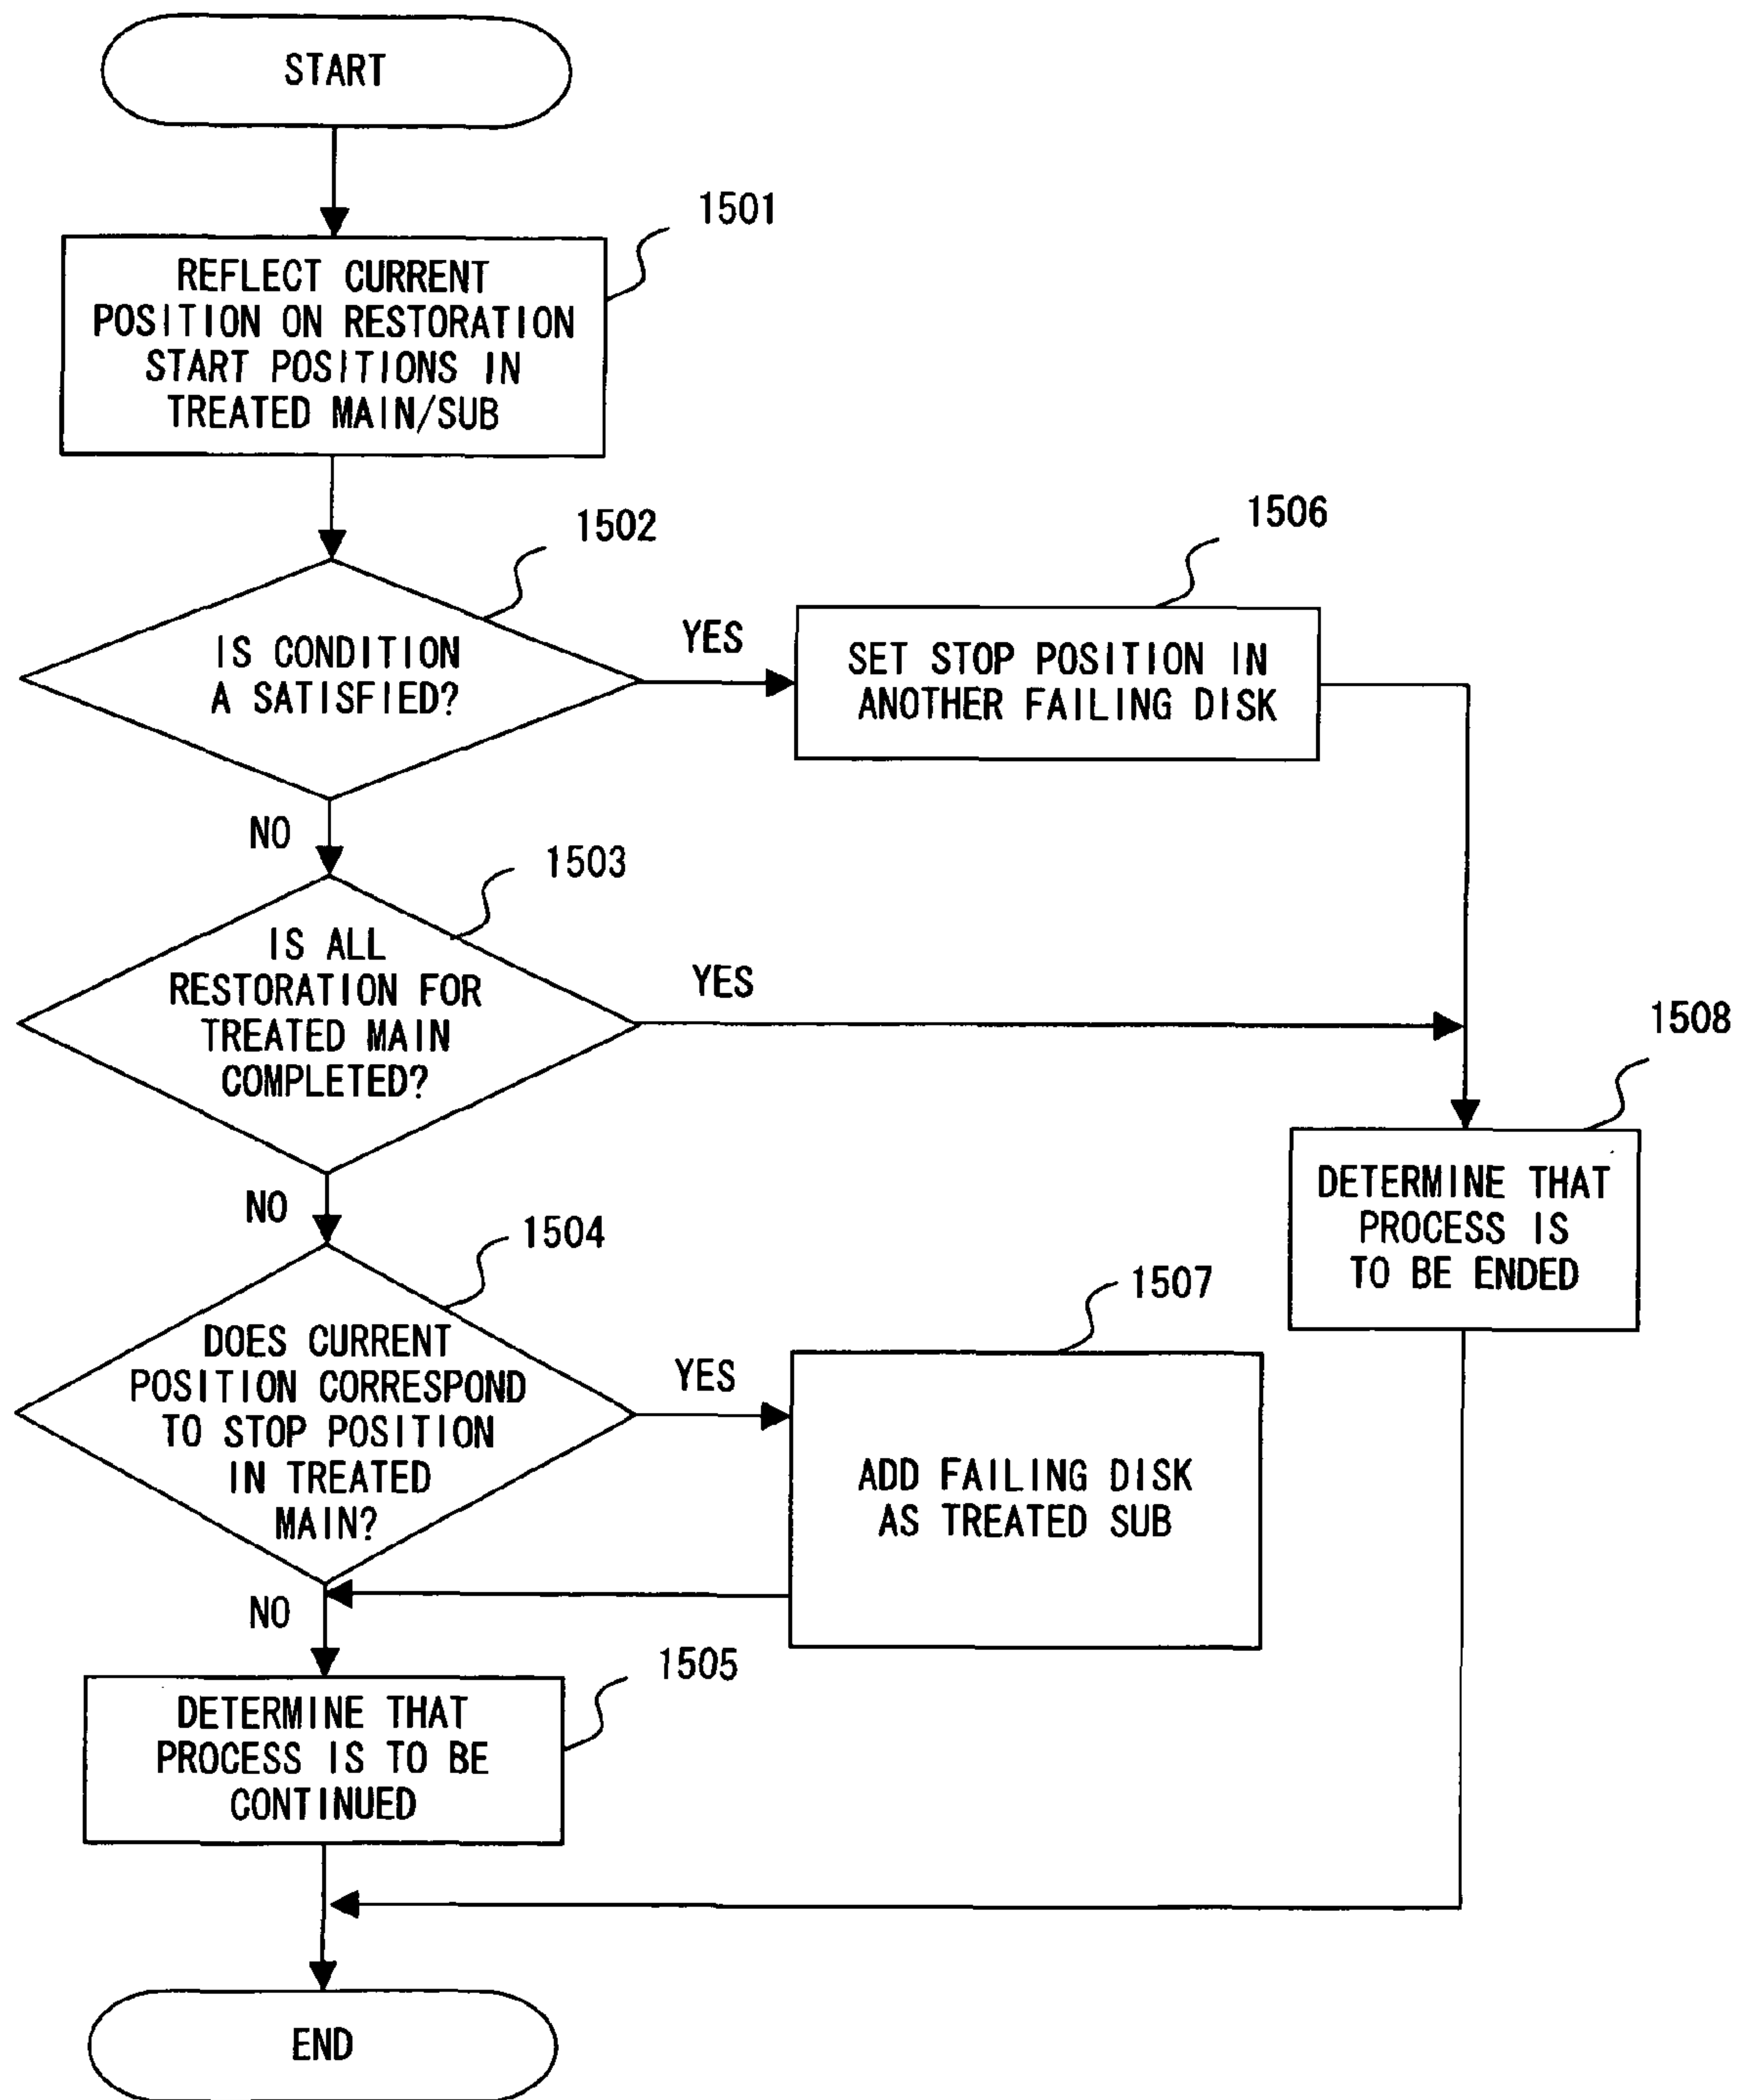 START
1501
REFLECT CURRENT
POSITION ON RESTORATION
START POSITIONS IN
TREATED MAIN/SUB
1502
IS CONDITION
A SATISFIED?
YES
1506
SET STOP POSITION IN
ANOTHER FAILING DISK
NO
1503
IS ALL
RESTORATION FOR
TREATED MAIN
COMPLETED?
YES
1508
DETERMINE THAT
PROCESS IS
TO BE ENDED
NO
1504
DOES CURRENT
POSITION CORRESPOND
TO STOP POSITION
IN TREATED
MAIN?
YES
1507
ADD FAILING DISK
AS TREATED SUB
NO
1505
DETERMINE THAT
PROCESS IS TO BE
CONTINUED
END